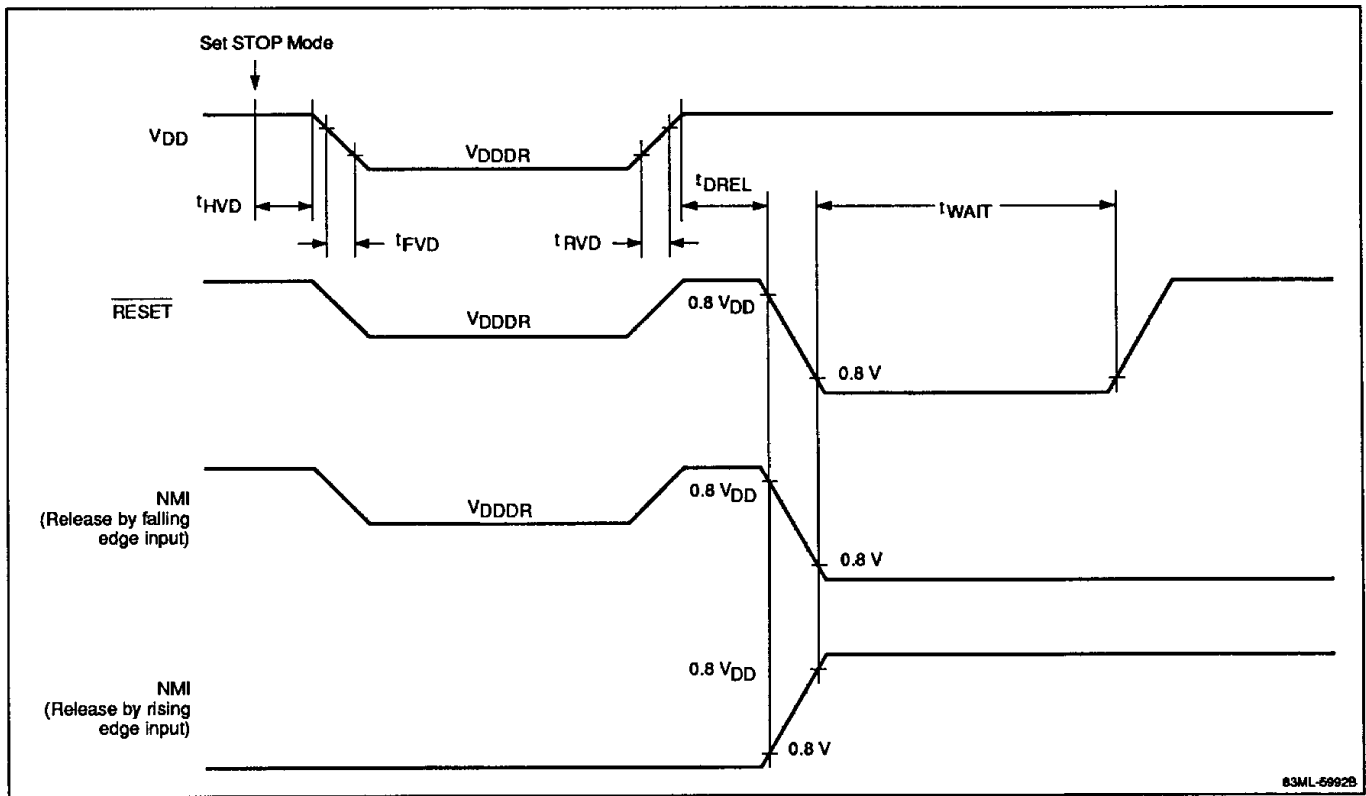 Set STOP Mode
VDD
VDDDR
tHVD
tFVD
tRVD
tDREL
tWAIT
RESET
VDDDR
0.8 VDD
0.8 V
NMI
(Release by falling
edge input)
VDDDR
0.8 VDD
0.8 V
NMI
(Release by rising
edge input)
0.8 VDD
0.8 V
83ML-5992B